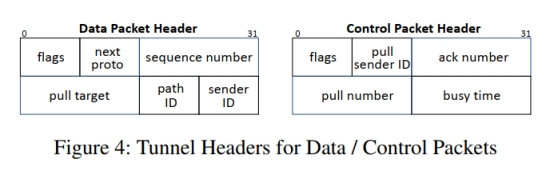 Data Packet Header
0 31
flags next proto sequence number
pull target path ID sender ID
Control Packet Header
0 31
flags pull sender ID ack number
pull number busy time
Figure 4: Tunnel Headers for Data / Control Packets